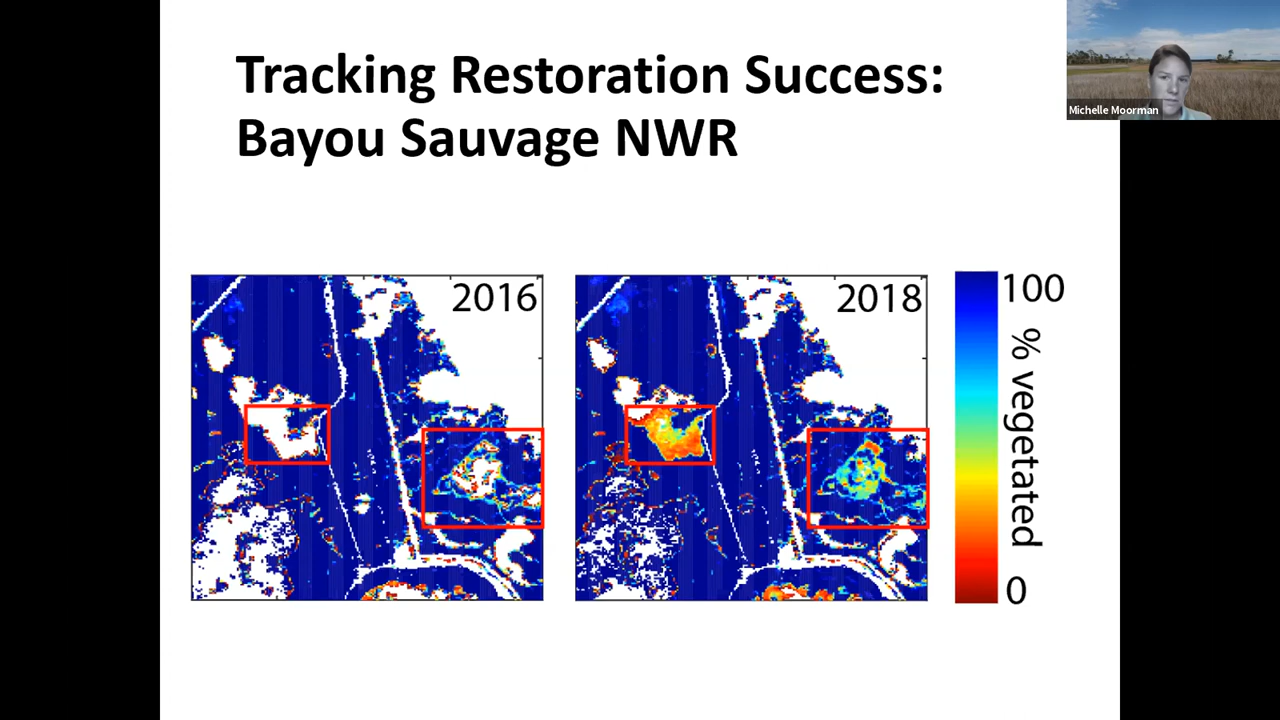 Tracking Restoration Success:
Bayou Sauvage NWR
Michelle Moorman
2016
2018
100
% vegetated
0